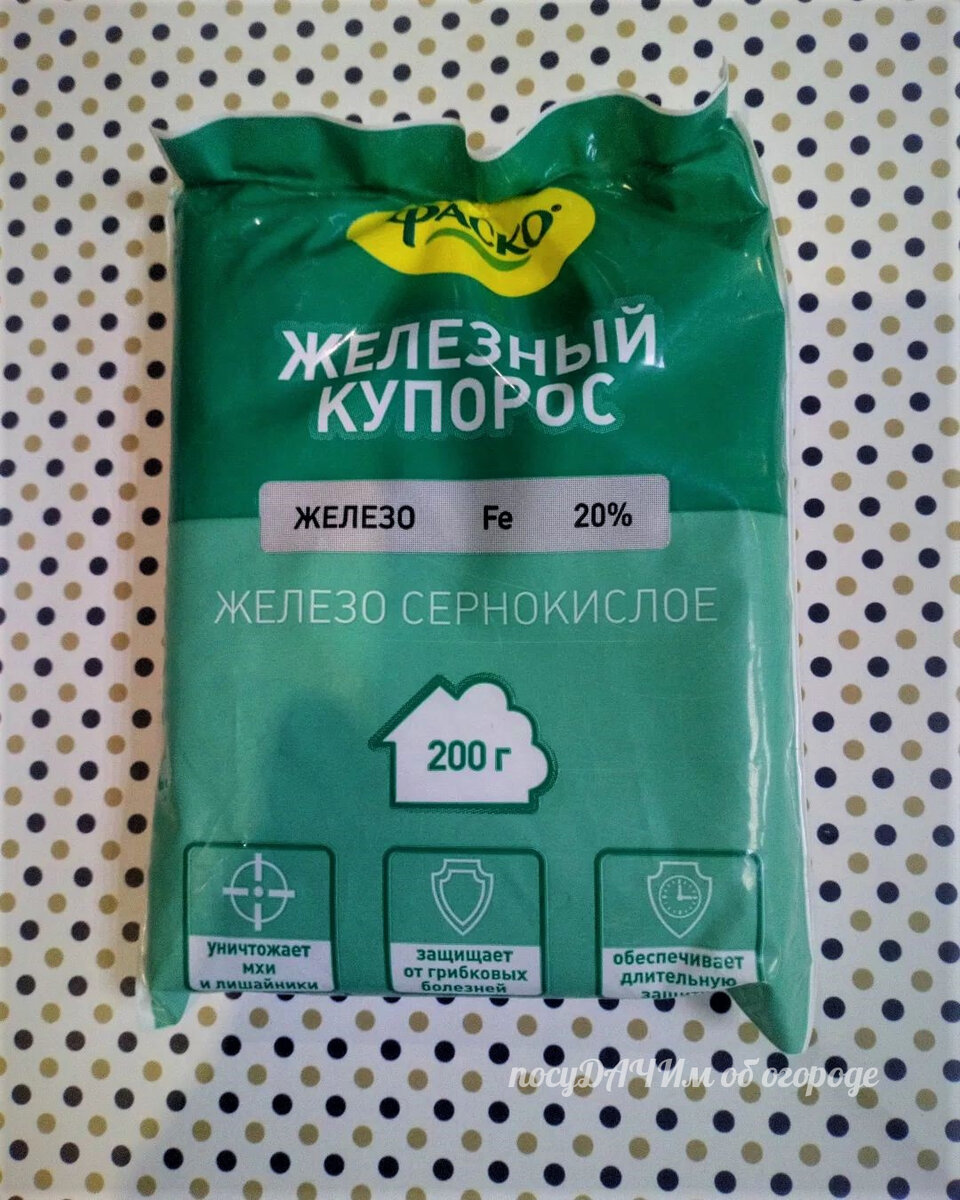 ФАСКО
ЖЕЛЕЗНЫЙ
КУПОРОС
ЖЕЛЕЗО Fe 20%
ЖЕЛЕЗО СЕРНОКИСЛОЕ
200 г
уничтожает
мхи
и лишайники
защищает
от грибковых
болезней
обеспечивает
длительную
защиту
посуДАЧИм об огороде